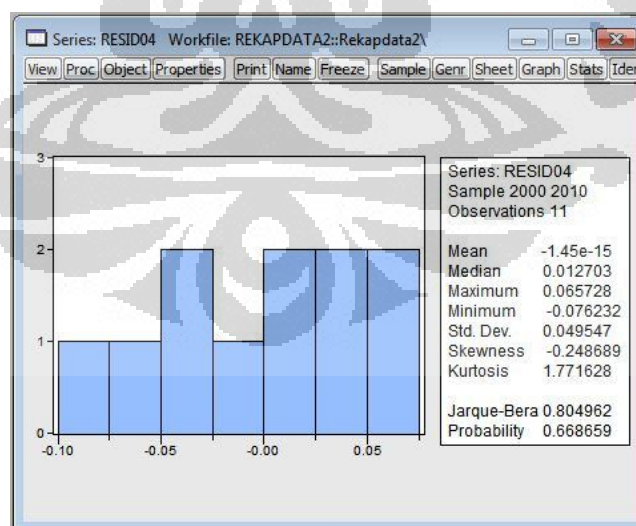 Series: RESID04 Workfile: REKAPDATA2::Rekapdata2\
View Proc Object Properties Print Name Freeze Sample Genr Sheet Graph Stats Iden
3
2
1
0
-0.10 -0.05 -0.00 0.05
Series: RESID04
Sample 2000 2010
Observations 11
Mean -1.45e-15
Median 0.012703
Maximum 0.065728
Minimum -0.076232
Std. Dev. 0.049547
Skewness -0.248689
Kurtosis 1.771628
Jarque-Bera 0.804962
Probability 0.668659